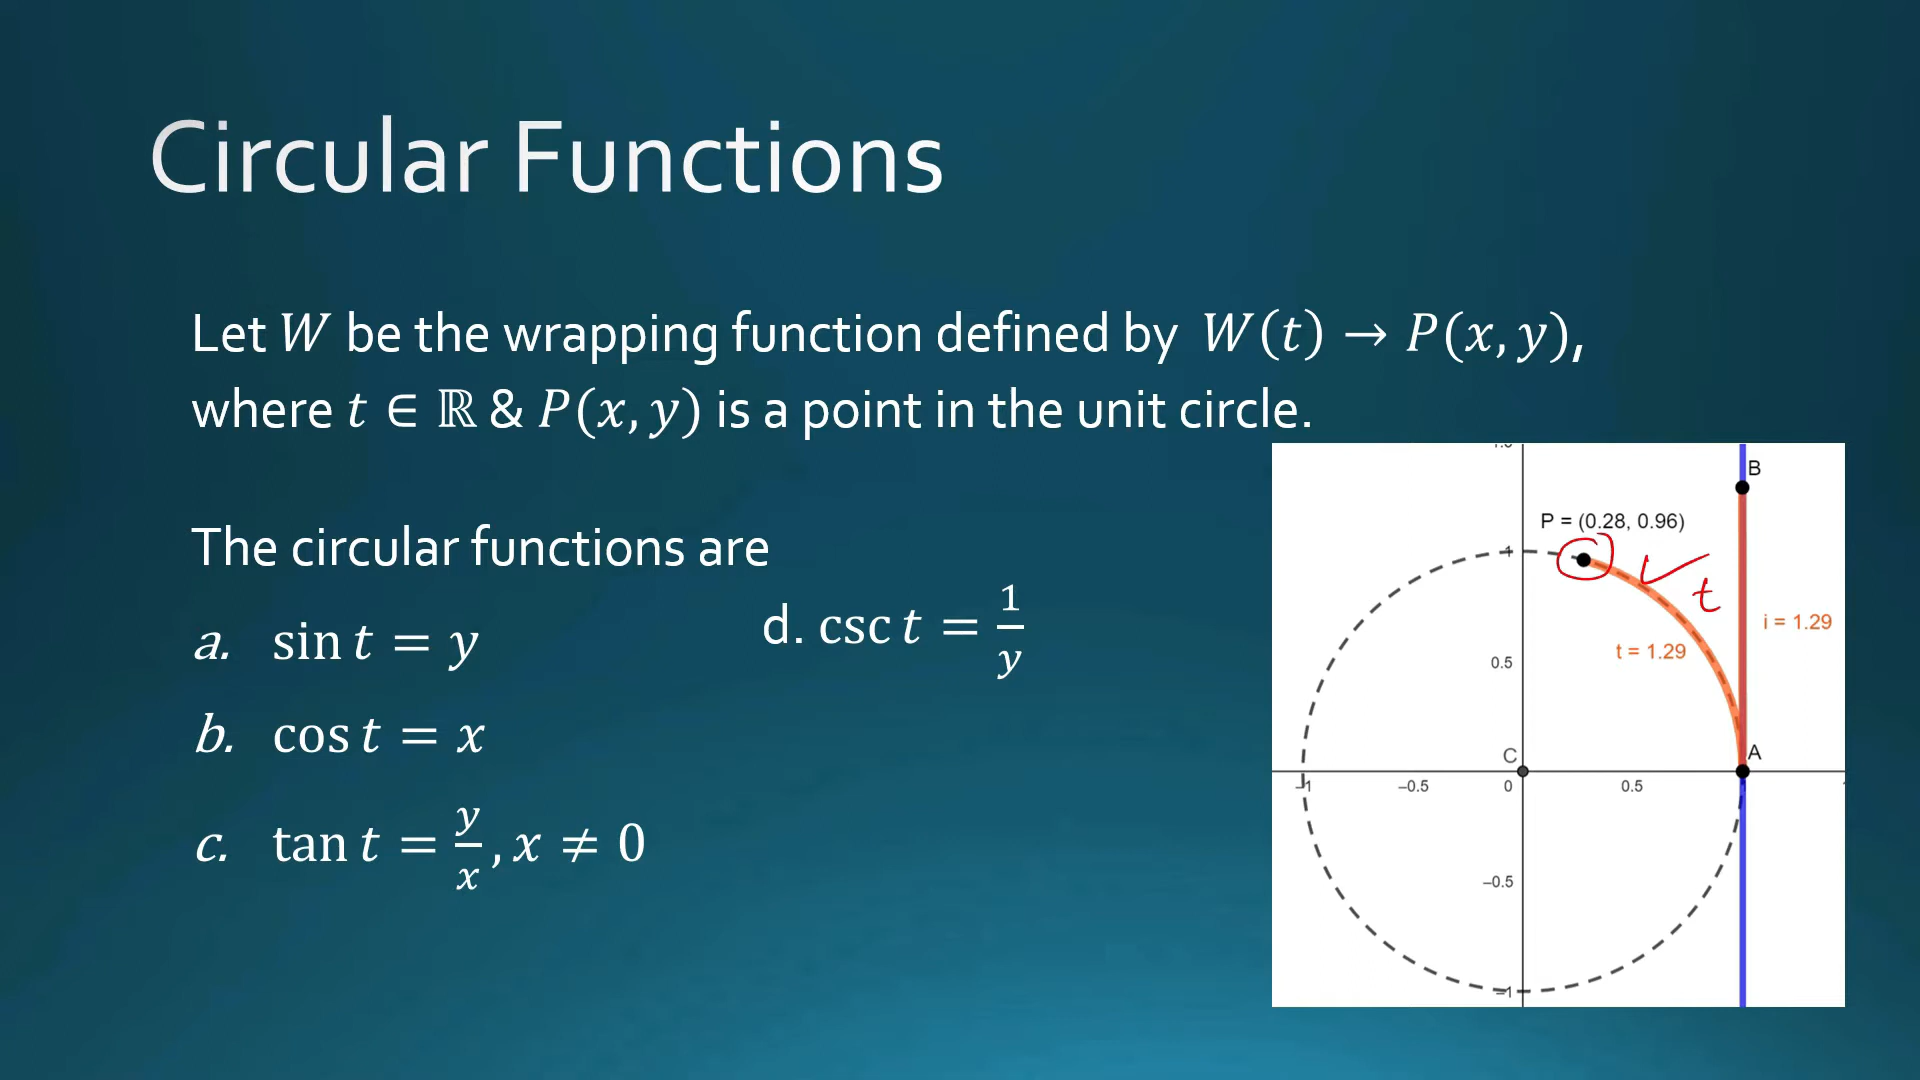 Circular Functions
Let W be the wrapping function defined by W(t) → P(x, y),
where t ∈ ℝ & P(x, y) is a point in the unit circle.
The circular functions are
a. sin t = y
b. cos t = x
c. tan t = y/x, x ≠ 0
d. csc t = 1/y
B
P = (0.28, 0.96)
1
t
i = 1.29
t = 1.29
0.5
C
A
–1
–0.5
0
0.5
–0.5
–1